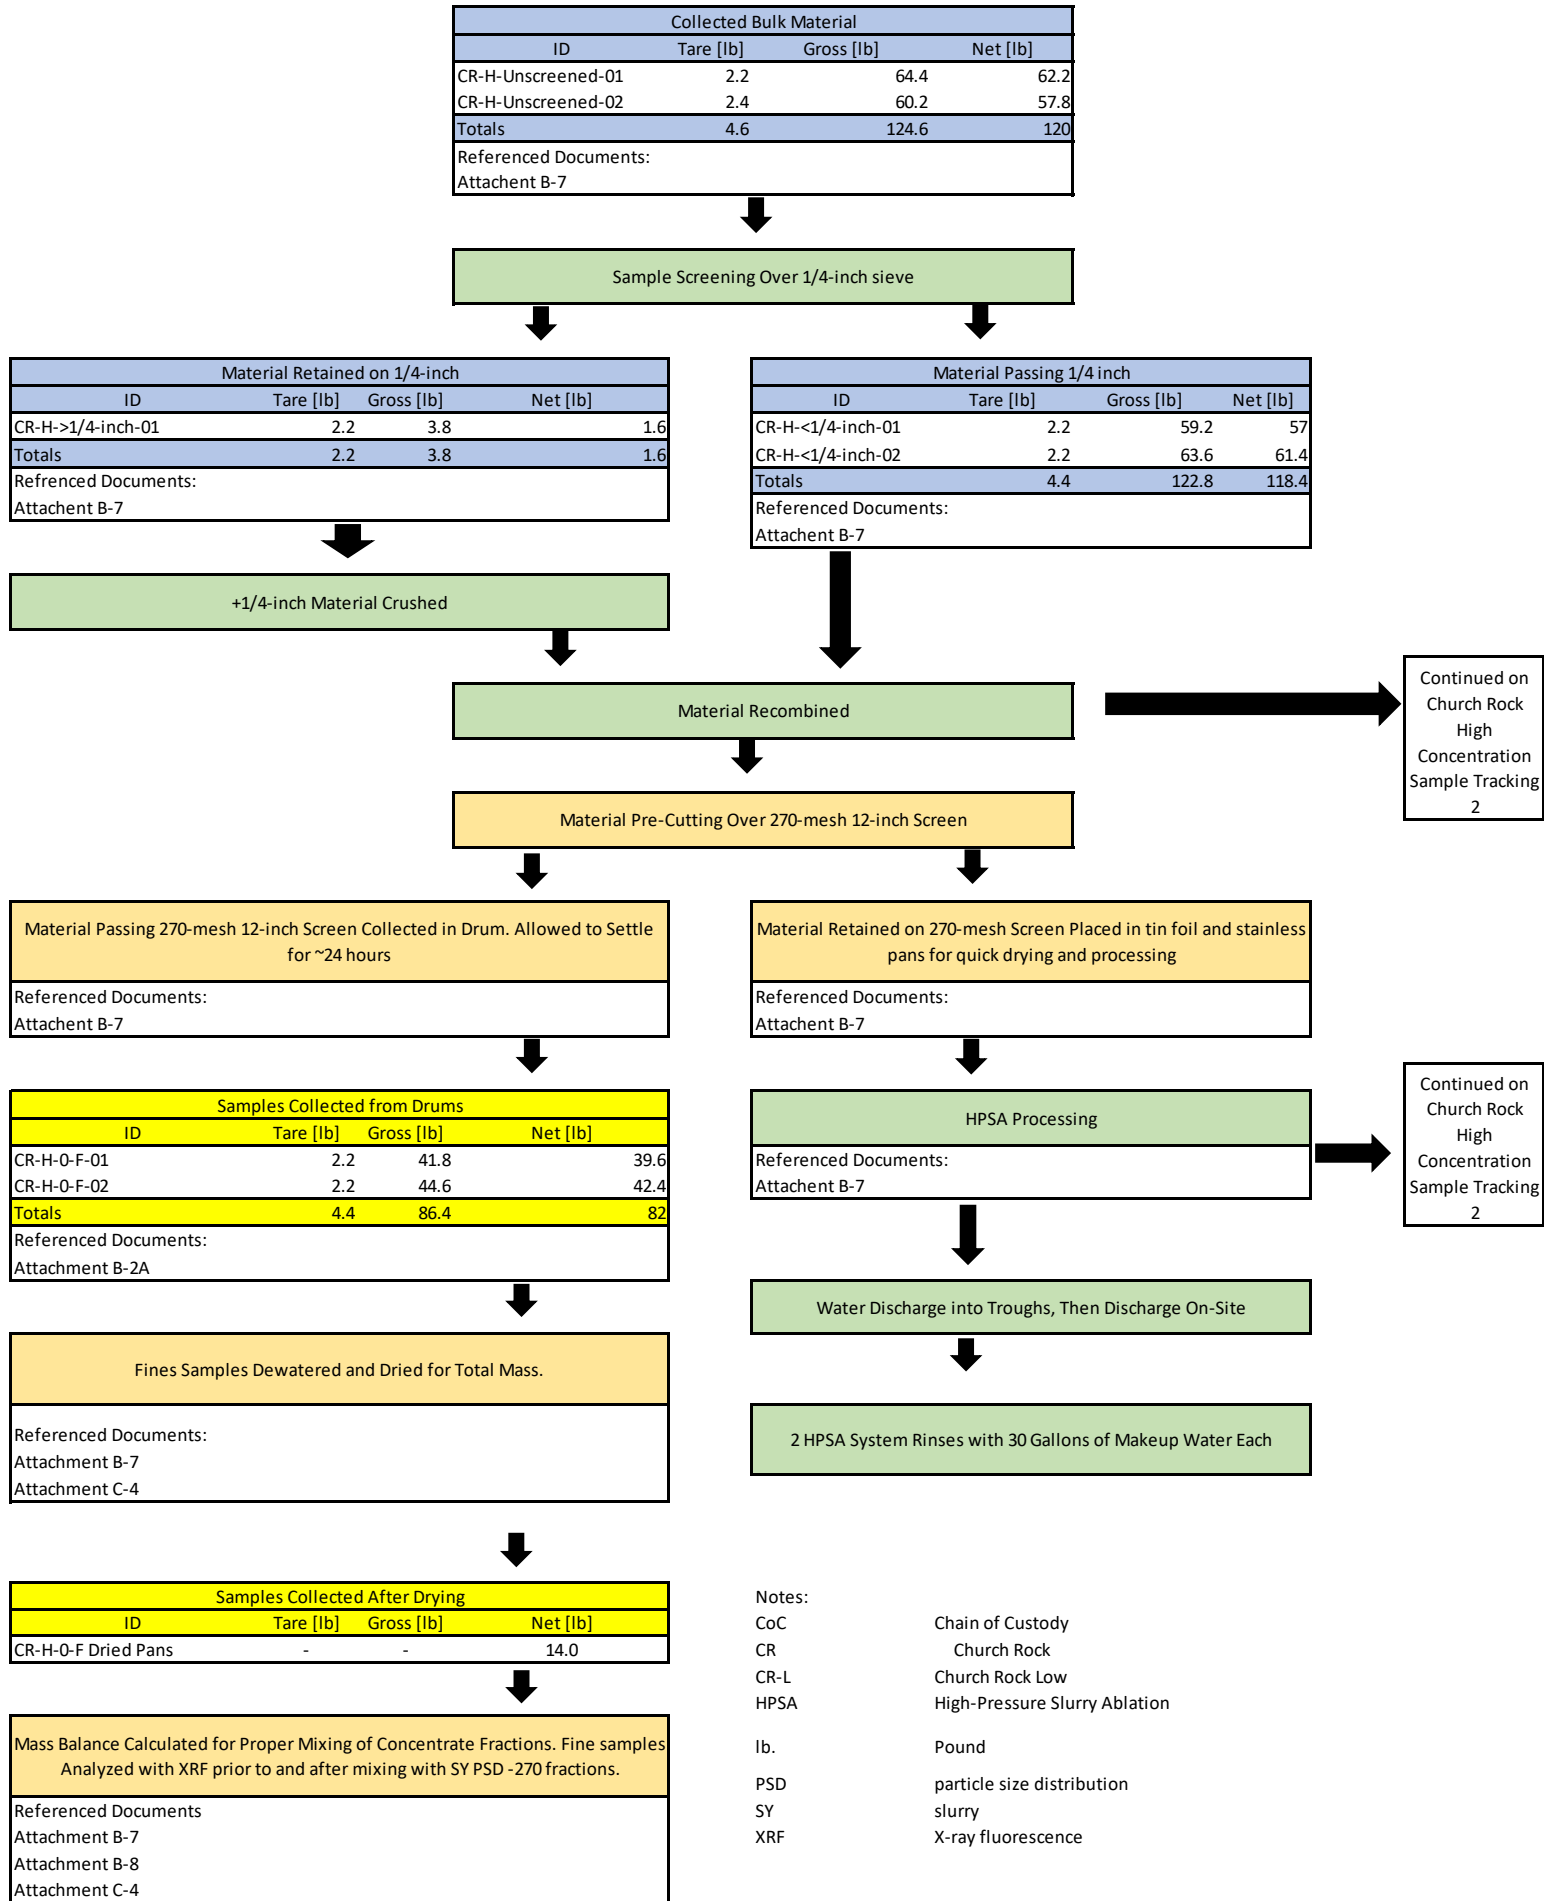 Collected Bulk Material
ID Tare [lb] Gross [lb] Net [lb]
CR-H-Unscreened-01 2.2 64.4 62.2
CR-H-Unscreened-02 2.4 60.2 57.8
Totals 4.6 124.6 120
Referenced Documents:
Attachent B-7
Sample Screening Over 1/4-inch sieve
Material Retained on 1/4-inch
ID Tare [lb] Gross [lb] Net [lb]
CR-H->1/4-inch-01 2.2 3.8 1.6
Totals 2.2 3.8 1.6
Refrenced Documents:
Attachent B-7
Material Passing 1/4 inch
ID Tare [lb] Gross [lb] Net [lb]
CR-H-<1/4-inch-01 2.2 59.2 57
CR-H-<1/4-inch-02 2.2 63.6 61.4
Totals 4.4 122.8 118.4
Referenced Documents:
Attachent B-7
+1/4-inch Material Crushed
Material Recombined
Continued on
Church Rock
High
Concentration
Sample Tracking
2
Material Pre-Cutting Over 270-mesh 12-inch Screen
Material Passing 270-mesh 12-inch Screen Collected in Drum. Allowed to Settle
for ~24 hours
Referenced Documents:
Attachent B-7
Material Retained on 270-mesh Screen Placed in tin foil and stainless
pans for quick drying and processing
Referenced Documents:
Attachent B-7
Samples Collected from Drums
ID Tare [lb] Gross [lb] Net [lb]
CR-H-0-F-01 2.2 41.8 39.6
CR-H-0-F-02 2.2 44.6 42.4
Totals 4.4 86.4 82
Referenced Documents:
Attachment B-2A
HPSA Processing
Referenced Documents:
Attachent B-7
Continued on
Church Rock
High
Concentration
Sample Tracking
2
Water Discharge into Troughs, Then Discharge On-Site
Fines Samples Dewatered and Dried for Total Mass.
Referenced Documents:
Attachment B-7
Attachment C-4
2 HPSA System Rinses with 30 Gallons of Makeup Water Each
Samples Collected After Drying
ID Tare [lb] Gross [lb] Net [lb]
CR-H-0-F Dried Pans - - 14.0
Mass Balance Calculated for Proper Mixing of Concentrate Fractions. Fine samples
Analyzed with XRF prior to and after mixing with SY PSD -270 fractions.
Referenced Documents
Attachment B-7
Attachment B-8
Attachment C-4
Notes:
CoC Chain of Custody
CR Church Rock
CR-L Church Rock Low
HPSA High-Pressure Slurry Ablation
lb. Pound
PSD particle size distribution
SY slurry
XRF X-ray fluorescence